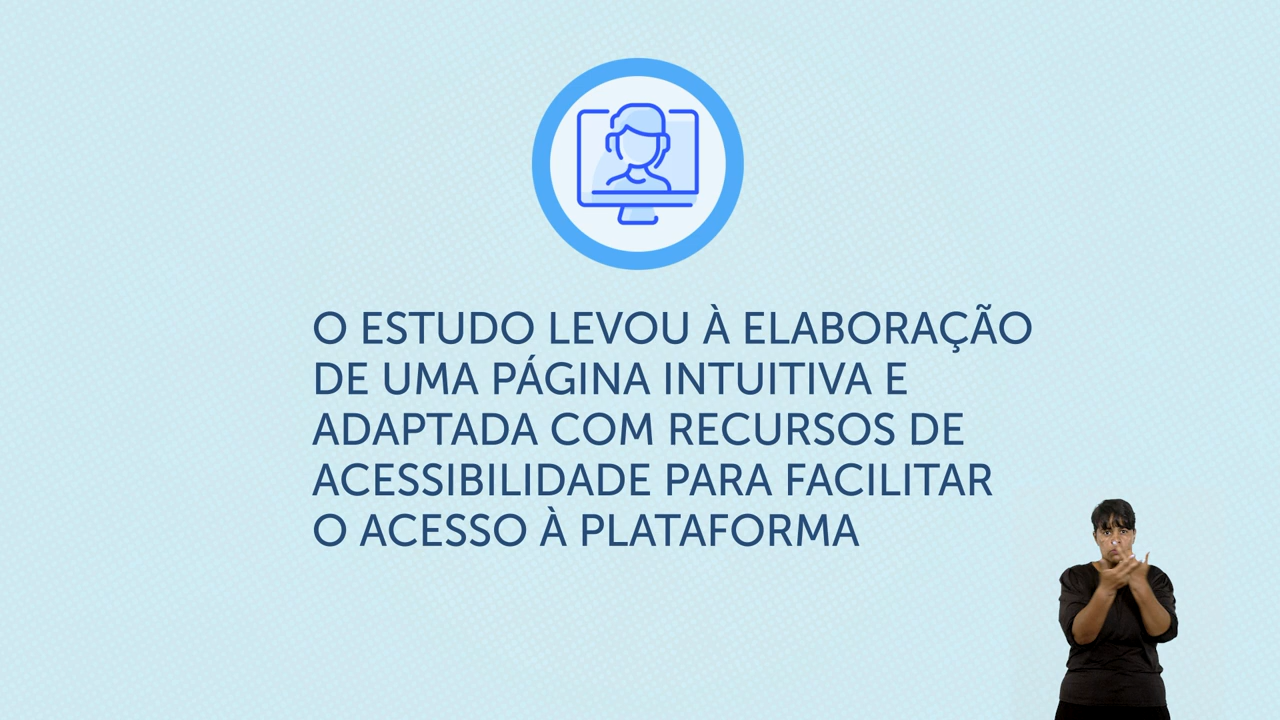 O ESTUDO LEVOU À ELABORAÇÃO
DE UMA PÁGINA INTUITIVA E
ADAPTADA COM RECURSOS DE
ACESSIBILIDADE PARA FACILITAR
O ACESSO À PLATAFORMA